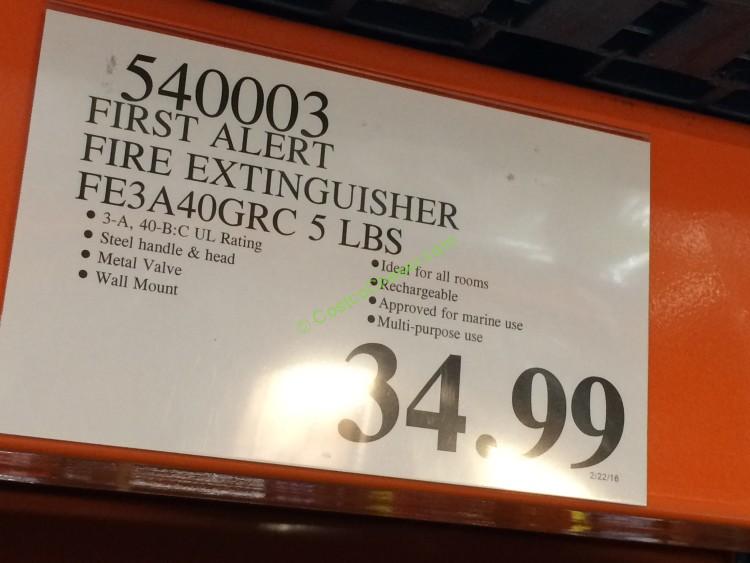 540003
FIRST ALERT
FIRE EXTINGUISHER
FE3A40GRC 5 LBS
• 3-A, 40-B:C UL Rating
• Steel handle & head
• Metal Valve
• Wall Mount
• Ideal for all rooms
• Rechargeable
• Approved for marine use
• Multi-purpose use
34.99
2/22/16